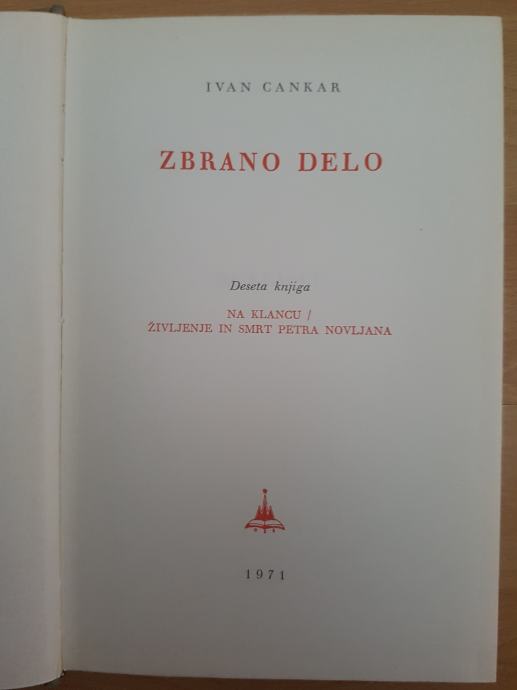 IVAN CANKAR
ZBRANO DELO
Deseta knjiga
NA KLANCU /
ŽIVLJENJE IN SMRT PETRA NOVLJANA
1971